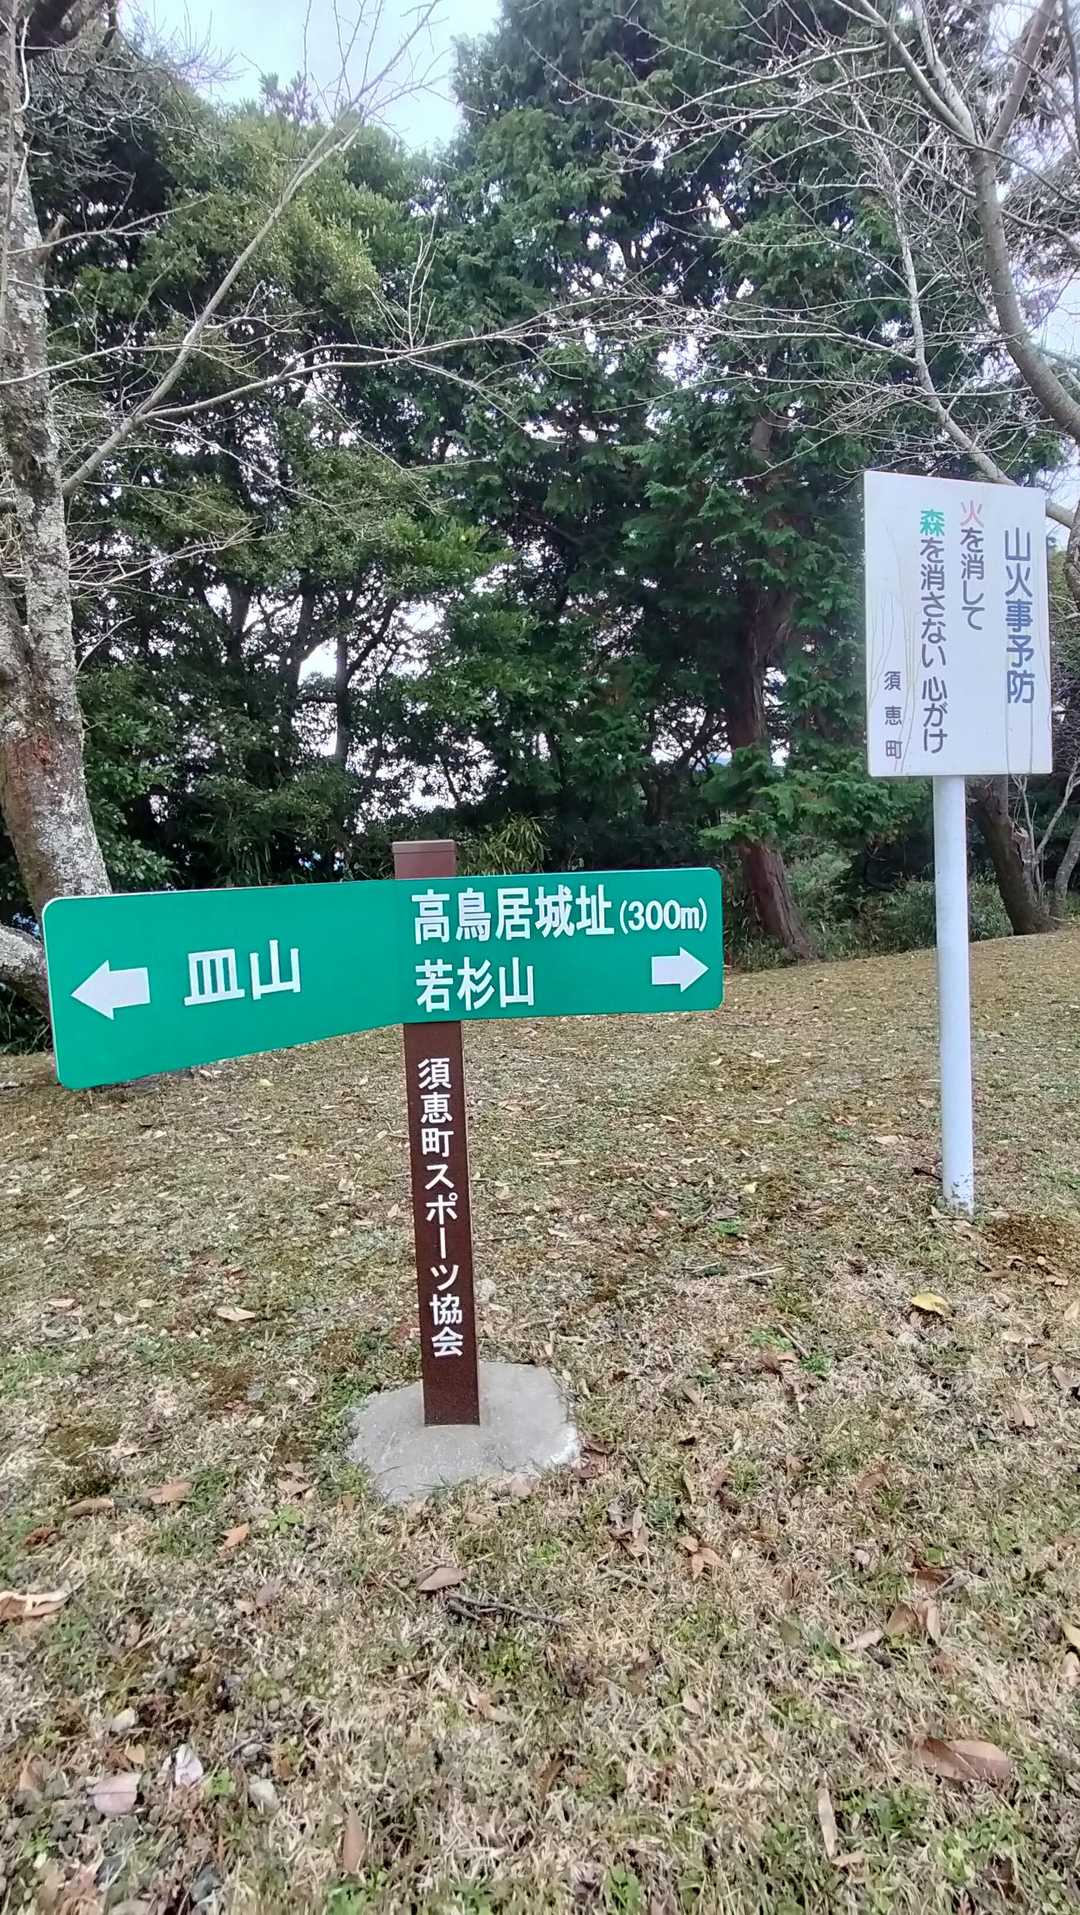 皿山
高鳥居城址(300m)
若杉山
須恵町スポーツ協会
山火事予防
火を消して
森を消さない 心がけ
須恵町